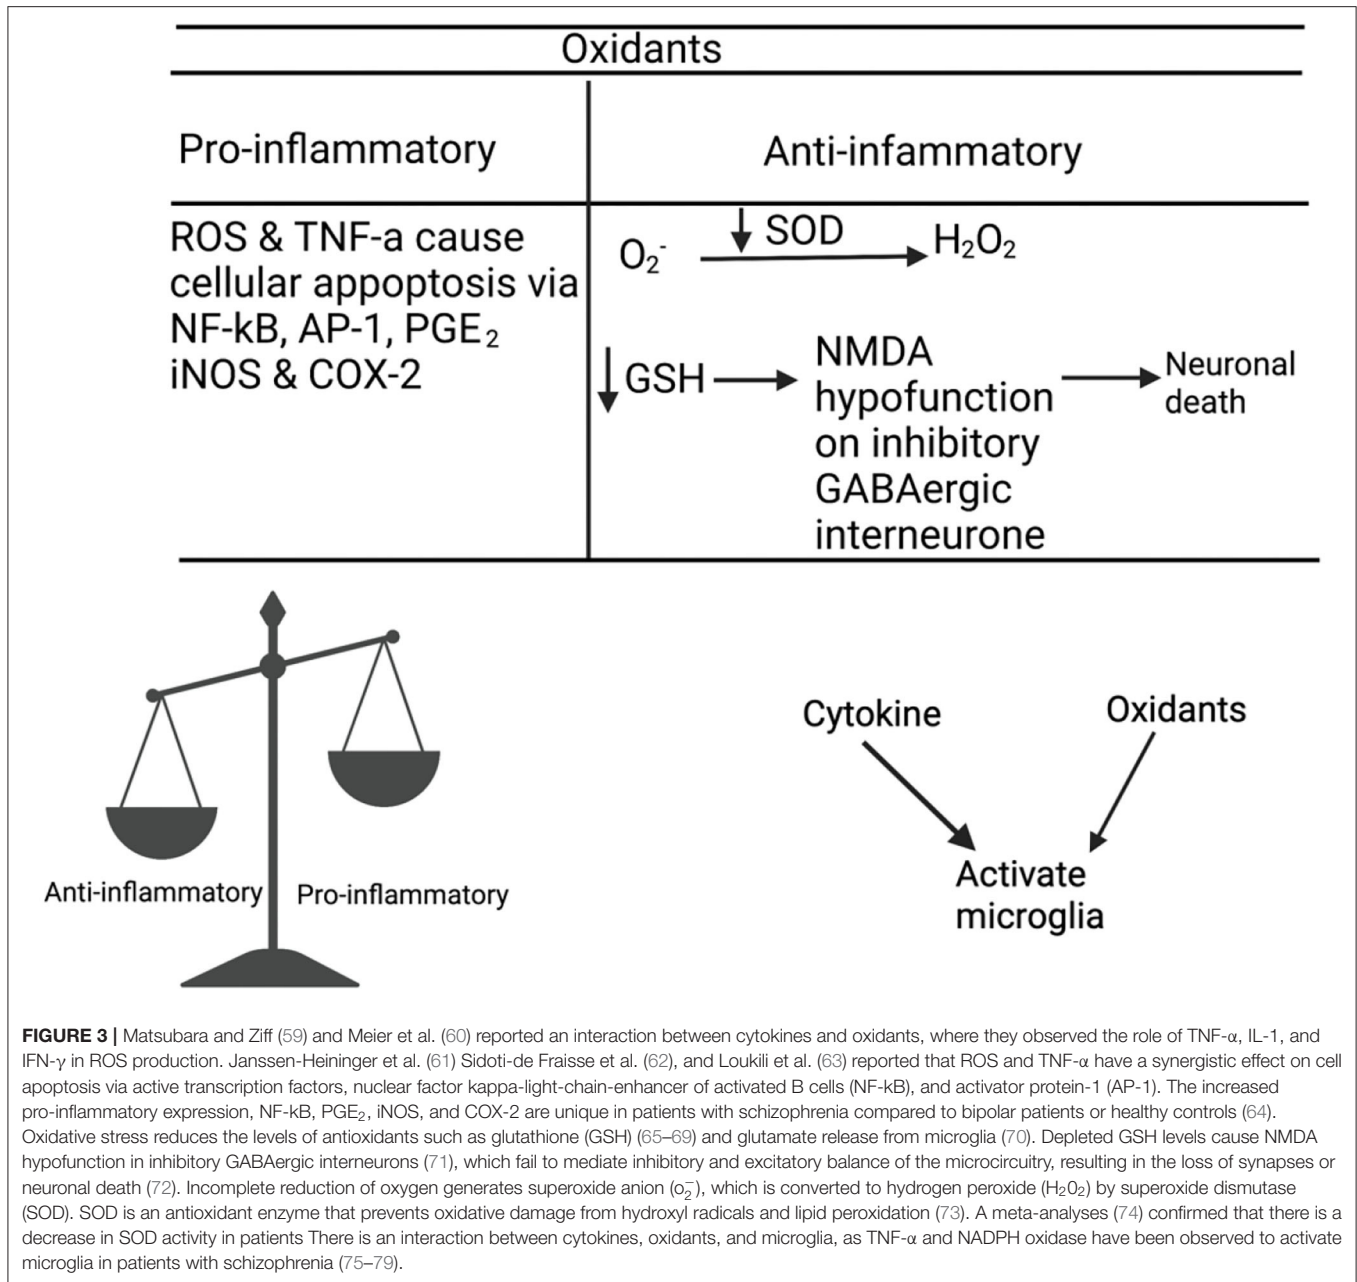 Oxidants
Pro-inflammatory
Anti-infammatory
ROS & TNF-a cause
cellular appoptosis via
NF-kB, AP-1, PGE₂
iNOS & COX-2
O₂⁻ ↓ SOD H₂O₂
↓ GSH
NMDA
hypofunction
on inhibitory
GABAergic
interneurone
Neuronal
death
Anti-inflammatory
Pro-inflammatory
Cytokine
Oxidants
Activate
microglia
FIGURE 3 | Matsubara and Ziff (59) and Meier et al. (60) reported an interaction between cytokines and oxidants, where they observed the role of TNF-α, IL-1, and
IFN-γ in ROS production. Janssen-Heininger et al. (61) Sidoti-de Fraisse et al. (62), and Loukili et al. (63) reported that ROS and TNF-α have a synergistic effect on cell
apoptosis via active transcription factors, nuclear factor kappa-light-chain-enhancer of activated B cells (NF-kB), and activator protein-1 (AP-1). The increased
pro-inflammatory expression, NF-kB, PGE₂, iNOS, and COX-2 are unique in patients with schizophrenia compared to bipolar patients or healthy controls (64).
Oxidative stress reduces the levels of antioxidants such as glutathione (GSH) (65–69) and glutamate release from microglia (70). Depleted GSH levels cause NMDA
hypofunction in inhibitory GABAergic interneurons (71), which fail to mediate inhibitory and excitatory balance of the microcircuitry, resulting in the loss of synapses or
neuronal death (72). Incomplete reduction of oxygen generates superoxide anion (o₂⁻), which is converted to hydrogen peroxide (H₂0₂) by superoxide dismutase
(SOD). SOD is an antioxidant enzyme that prevents oxidative damage from hydroxyl radicals and lipid peroxidation (73). A meta-analyses (74) confirmed that there is a
decrease in SOD activity in patients There is an interaction between cytokines, oxidants, and microglia, as TNF-α and NADPH oxidase have been observed to activate
microglia in patients with schizophrenia (75–79).